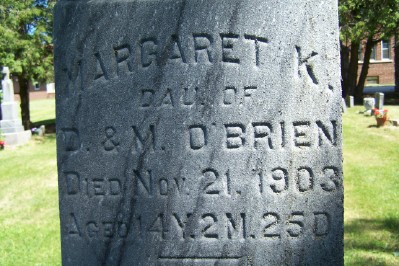 MARGARET K.
DAU. OF
D. & M. O'BRIEN
DIED NOV. 21, 1903
AGED 14Y. 2M. 25D